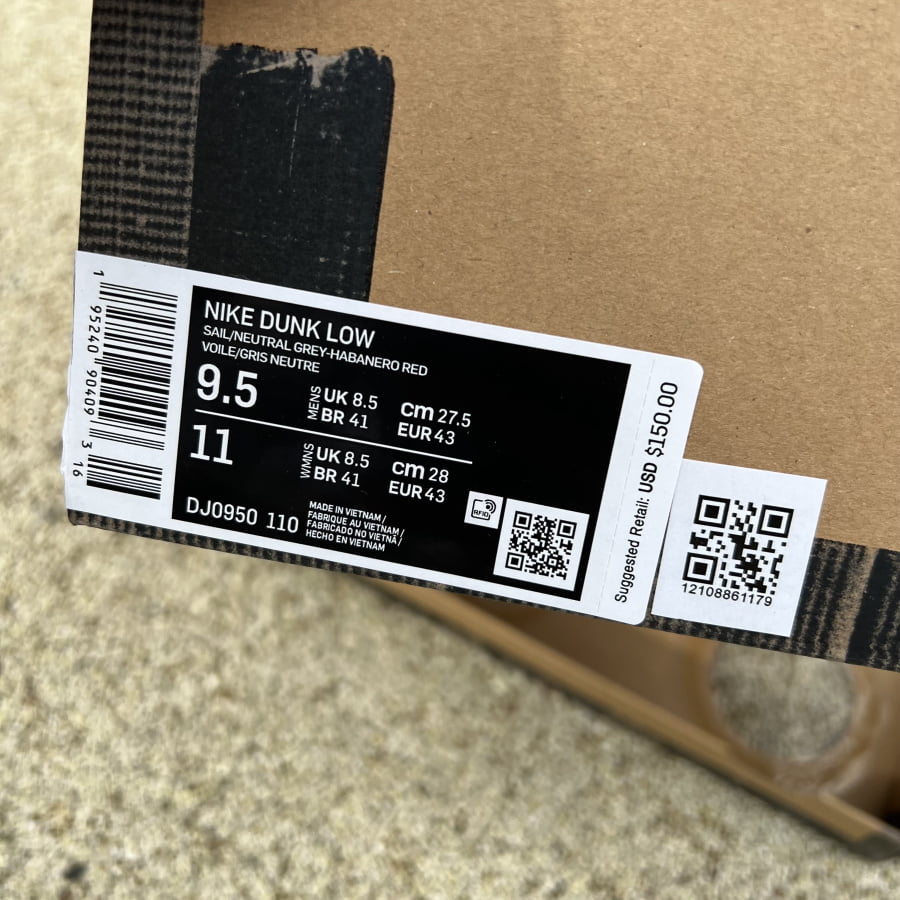 NIKE DUNK LOW
SAIL/NEUTRAL GREY-HABANERO RED
VOILE/GRIS NEUTRE
9.5
MENS
UK 8.5
BR 41
cm 27.5
EUR 43
11
WMNS
UK 8.5
BR 41
cm 28
EUR 43
DJ0950 110
MADE IN VIETNAM /
FABRIQUE AU VIETNAM /
FABRICADO NO VIETNÃ /
HECHO EN VIETNAM
RFID
1 95240 90409 3 16
Suggested Retail: USD $150.00
12108861179